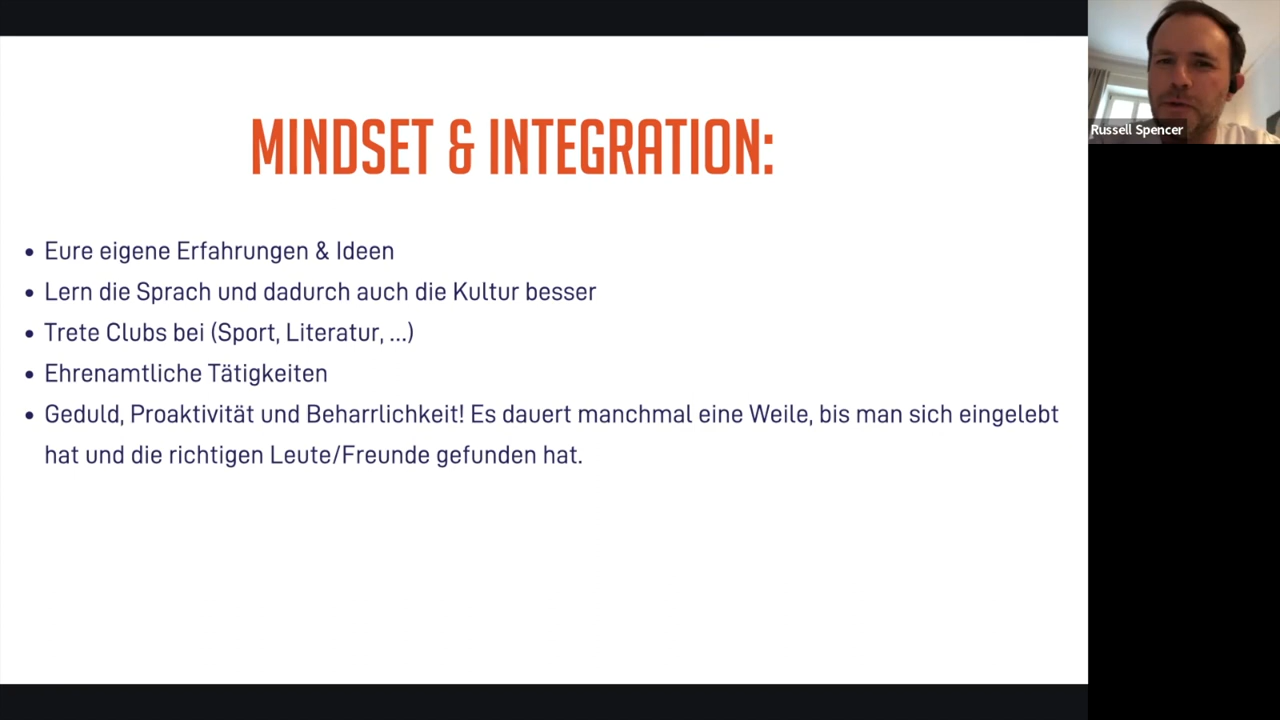 MINDSET & INTEGRATION:
• Eure eigene Erfahrungen & Ideen
• Lern die Sprach und dadurch auch die Kultur besser
• Trete Clubs bei (Sport, Literatur, ...)
• Ehrenamtliche Tätigkeiten
• Geduld, Proaktivität und Beharrlichkeit! Es dauert manchmal eine Weile, bis man sich eingelebt
hat und die richtigen Leute/Freunde gefunden hat.
Russell Spencer